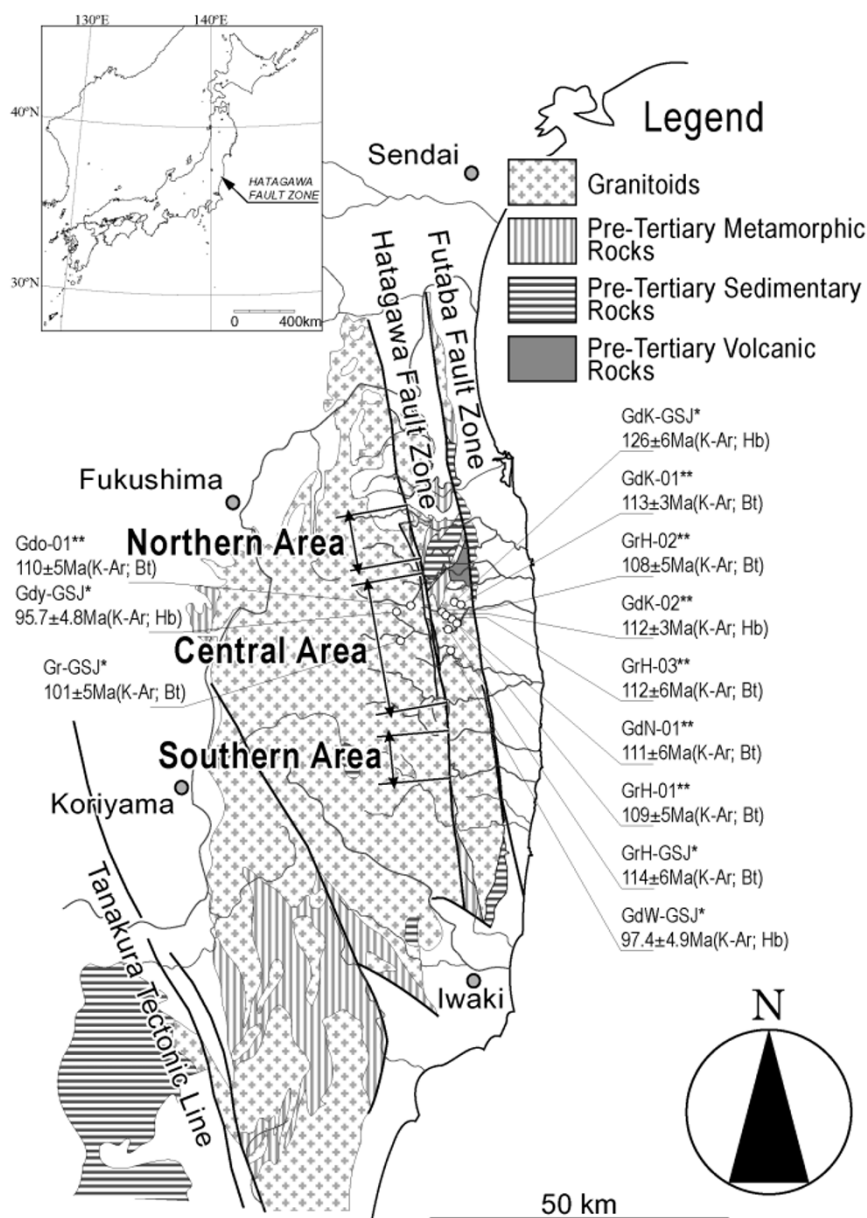 130°E
140°E
40°N
30°N
HATAGAWA
FAULT ZONE
0 400km
Legend
Sendai
Granitoids
Pre-Tertiary Metamorphic
Rocks
Pre-Tertiary Sedimentary
Rocks
Pre-Tertiary Volcanic
Rocks
Hatagawa Fault Zone
Futaba Fault Zone
Fukushima
Northern Area
Gdo-01**
110±5Ma(K-Ar; Bt)
Gdy-GSJ*
95.7±4.8Ma(K-Ar; Hb)
Central Area
Gr-GSJ*
101±5Ma(K-Ar; Bt)
Southern Area
Koriyama
GdK-GSJ*
126±6Ma(K-Ar; Hb)
GdK-01**
113±3Ma(K-Ar; Bt)
GrH-02**
108±5Ma(K-Ar; Bt)
GdK-02**
112±3Ma(K-Ar; Hb)
GrH-03**
112±6Ma(K-Ar; Bt)
GdN-01**
111±6Ma(K-Ar; Bt)
GrH-01**
109±5Ma(K-Ar; Bt)
GrH-GSJ*
114±6Ma(K-Ar; Bt)
GdW-GSJ*
97.4±4.9Ma(K-Ar; Hb)
Tanakura Tectonic Line
Iwaki
N
50 km